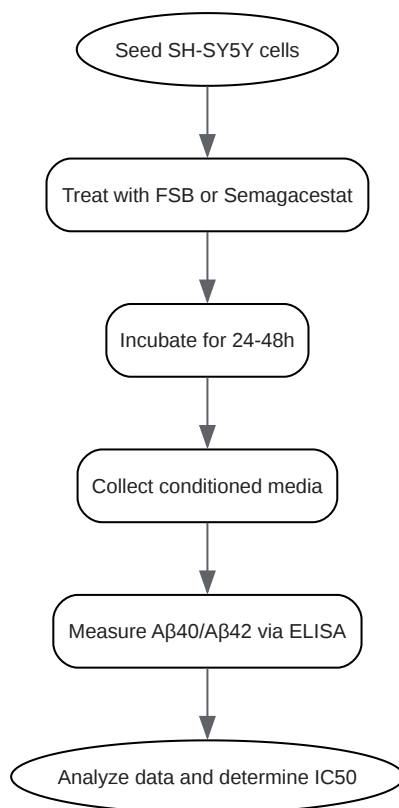 Seed SH-SY5Y cells
Treat with FSB or Semagacestat
Incubate for 24-48h
Collect conditioned media
Measure Aβ40/Aβ42 via ELISA
Analyze data and determine IC50